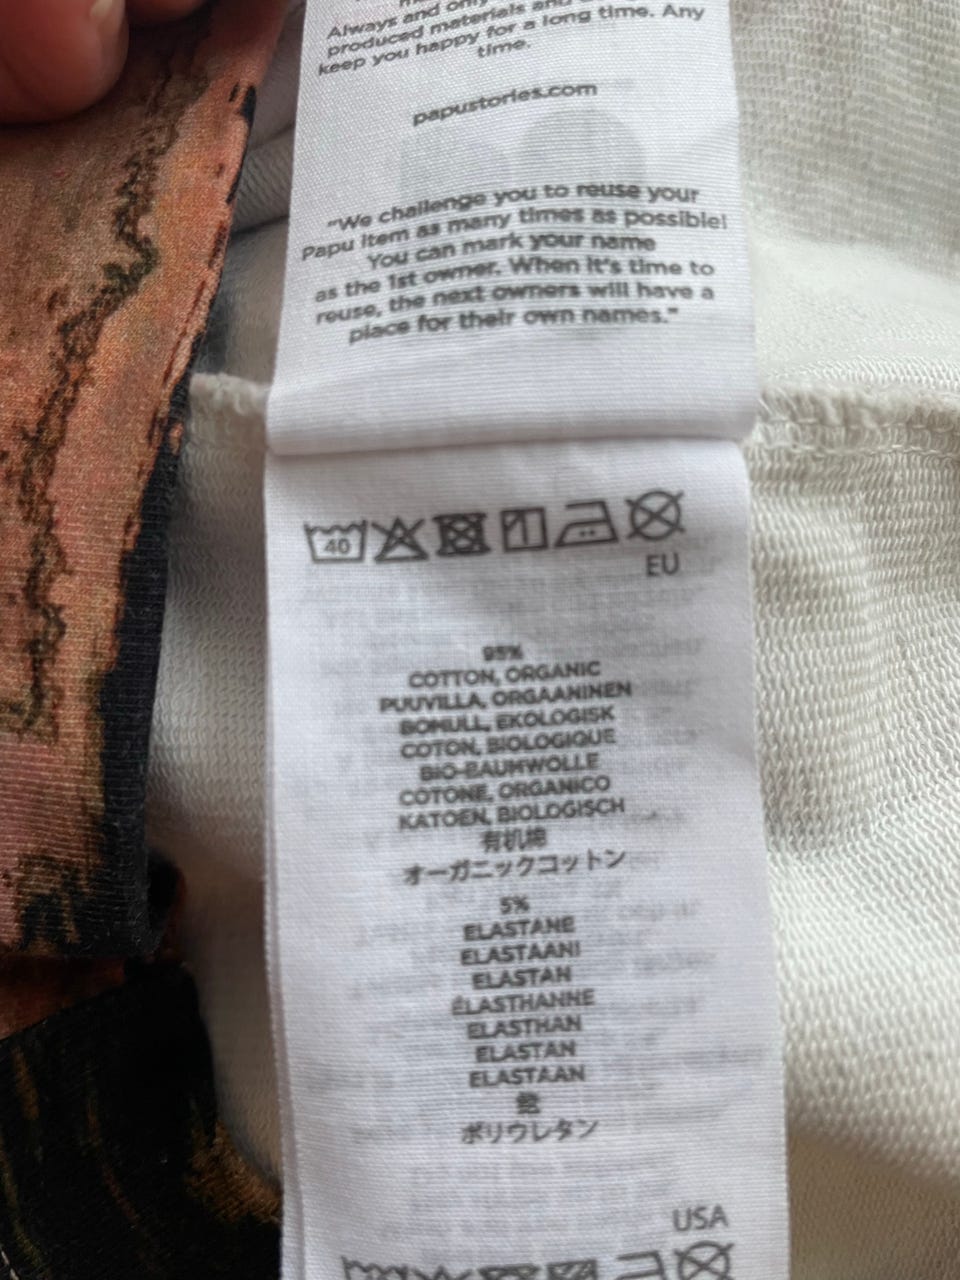 Always and only
produced materials and
keep you happy for a long time. Any
time.
papustories.com
"We challenge you to reuse your
Papu item as many times as possible!
You can mark your name
as the 1st owner. When it's time to
reuse, the next owners will have a
place for their own names."
40
EU
95%
COTTON, ORGANIC
PUUVILLA, ORGAANINEN
BOMULL, EKOLOGISK
COTON, BIOLOGIQUE
BIO-BAUMWOLLE
COTONE, ORGANICO
KATOEN, BIOLOGISCH
有机棉
オーガニックコットン
5%
ELASTANE
ELASTAANI
ELASTAN
ÉLASTHANNE
ELASTHAN
ELASTAN
ELASTAAN
ポリウレタン
USA